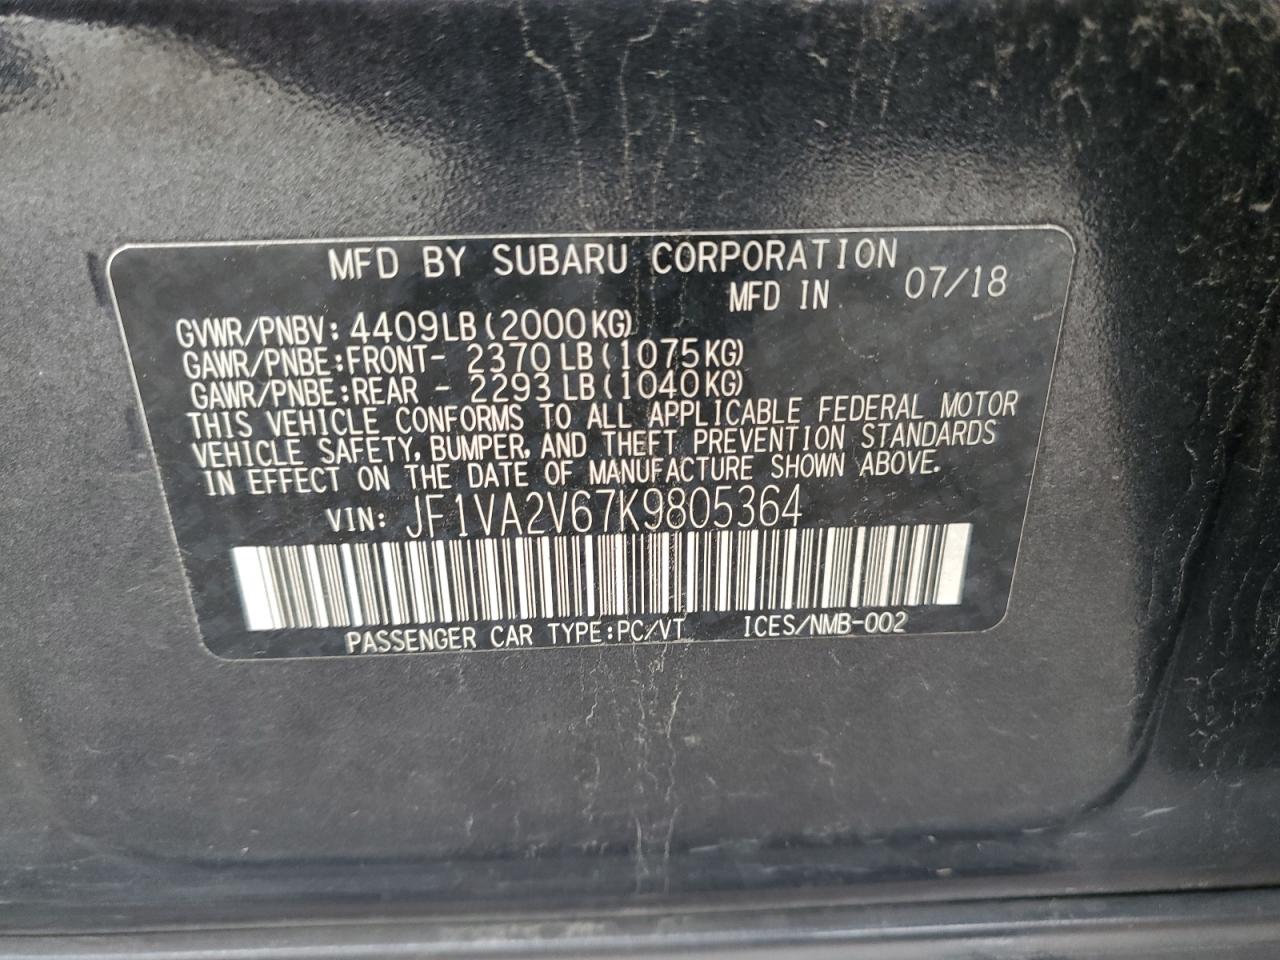 MFD BY SUBARU CORPORATION
MFD IN 07/18
GVWR/PNBV: 4409LB(2000KG)
GAWR/PNBE:FRONT- 2370LB(1075KG)
GAWR/PNBE:REAR - 2293LB(1040KG)
THIS VEHICLE CONFORMS TO ALL APPLICABLE FEDERAL MOTOR
VEHICLE SAFETY, BUMPER, AND THEFT PREVENTION STANDARDS
IN EFFECT ON THE DATE OF MANUFACTURE SHOWN ABOVE.
VIN: JF1VA2V67K9805364
PASSENGER CAR TYPE:PC/VT ICES/NMB-002